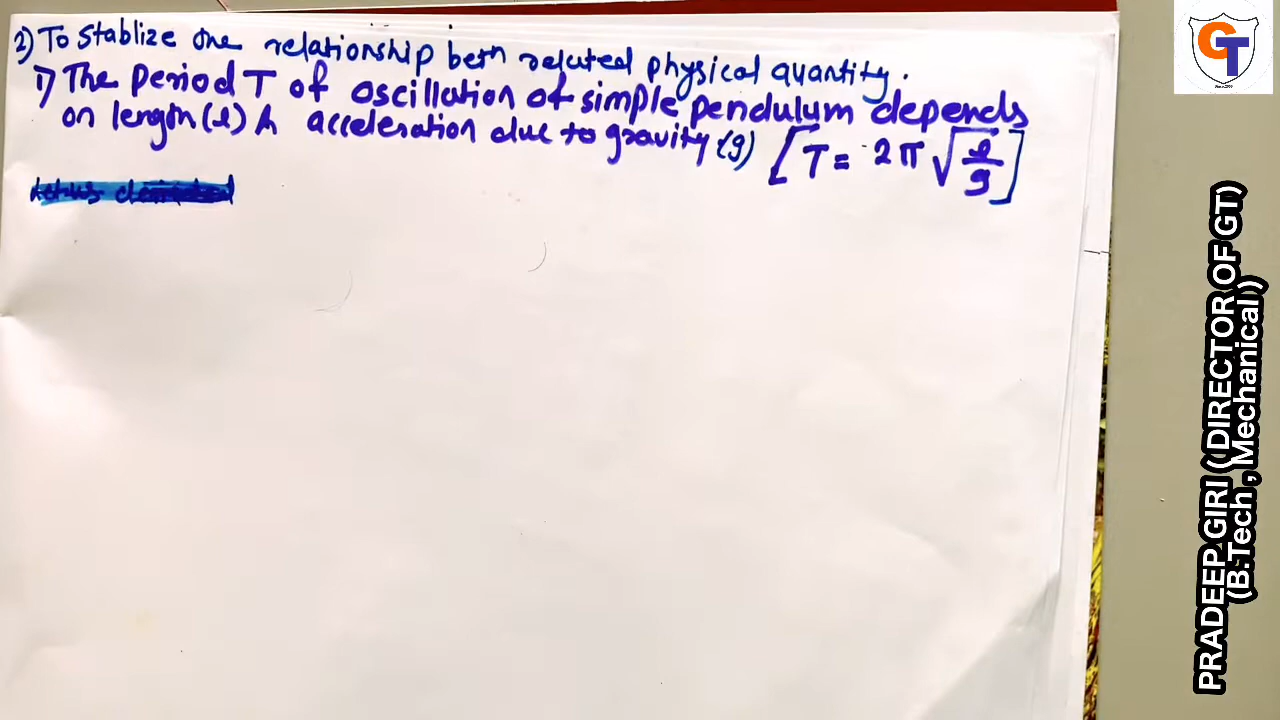 2) To Stablize the relationship betn related physical quantity.
1) The Period T of oscillation of simple pendulum depends
on length (l) & acceleration due to gravity (g) [T = 2π √l/g]
GT
PRADEEP GIRI ( DIRECTOR OF GT)
(B.Tech , Mechanical )